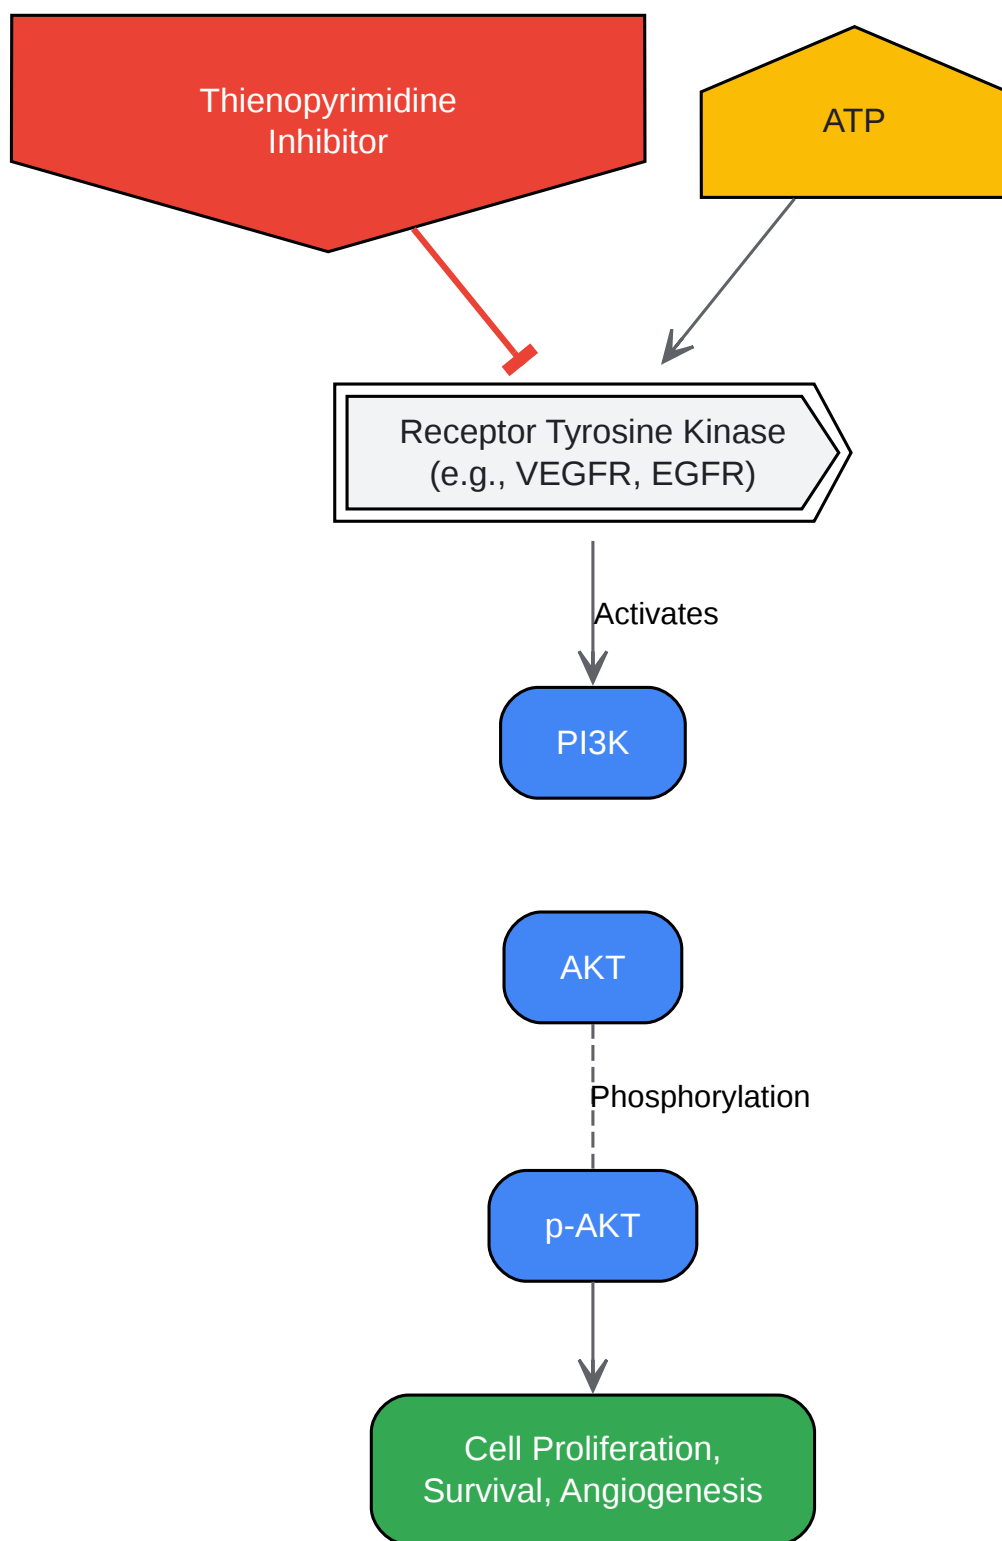 Thienopyrimidine
Inhibitor
ATP
Receptor Tyrosine Kinase
(e.g., VEGFR, EGFR)
Activates
PI3K
AKT
Phosphorylation
p-AKT
Cell Proliferation,
Survival, Angiogenesis